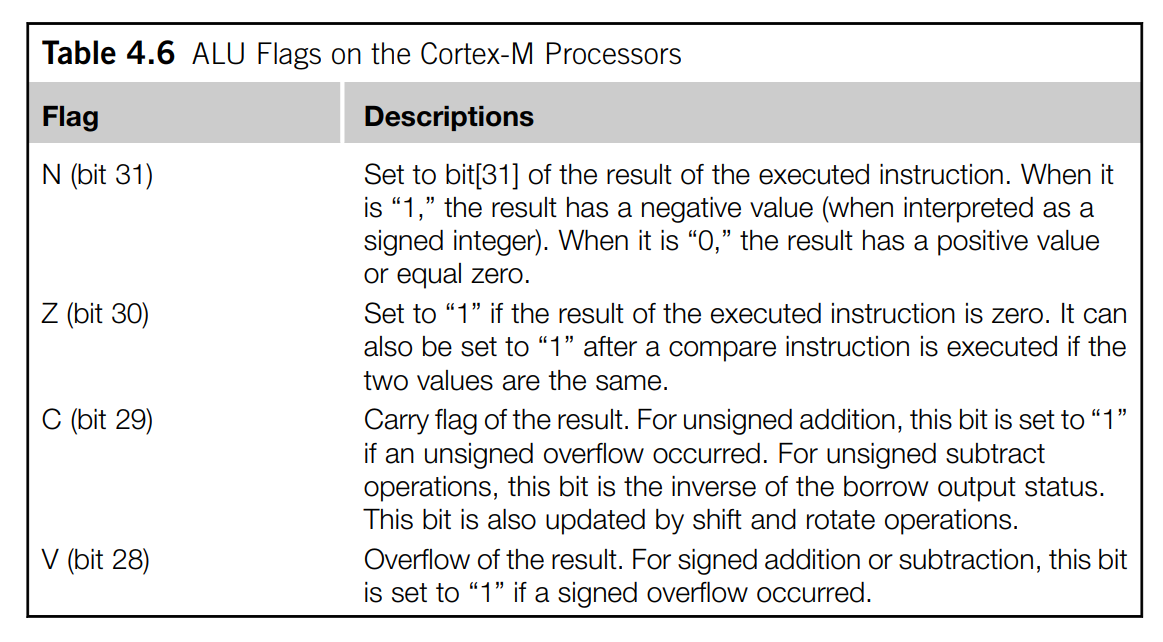 Table 4.6 ALU Flags on the Cortex-M Processors
Flag Descriptions
N (bit 31) Set to bit[31] of the result of the executed instruction. When it
is “1,” the result has a negative value (when interpreted as a
signed integer). When it is “0,” the result has a positive value
or equal zero.
Z (bit 30) Set to “1” if the result of the executed instruction is zero. It can
also be set to “1” after a compare instruction is executed if the
two values are the same.
C (bit 29) Carry flag of the result. For unsigned addition, this bit is set to “1”
if an unsigned overflow occurred. For unsigned subtract
operations, this bit is the inverse of the borrow output status.
This bit is also updated by shift and rotate operations.
V (bit 28) Overflow of the result. For signed addition or subtraction, this bit
is set to “1” if a signed overflow occurred.